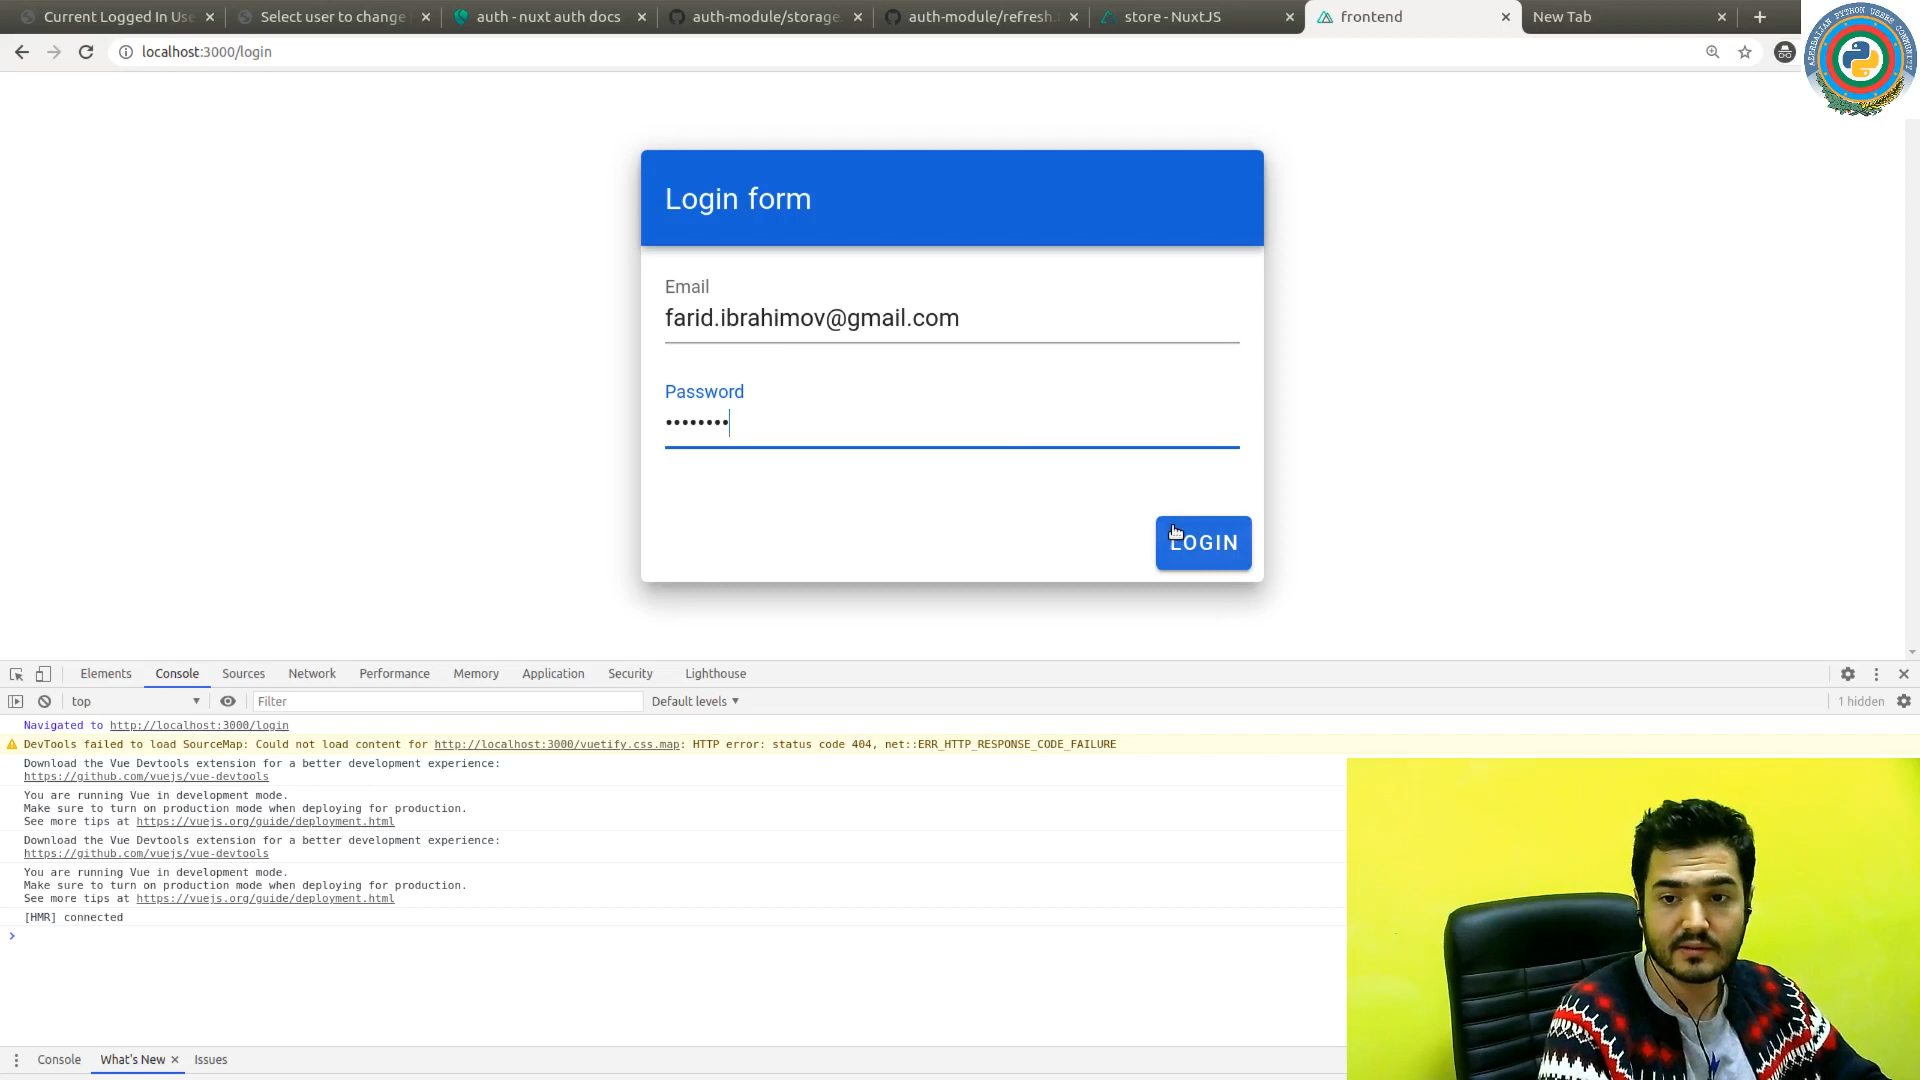 Current Logged In Use
Select user to change
auth - nuxt auth docs
auth-module/storage.
auth-module/refresh.
store - NuxtJS
frontend
New Tab
localhost:3000/login
AZERBAIJAN PYTHON USERS COMMUNITY
Login form
Email
farid.ibrahimov@gmail.com
Password
••••••••
LOGIN
Elements
Console
Sources
Network
Performance
Memory
Application
Security
Lighthouse
top
Filter
Default levels
1 hidden
Navigated to http://localhost:3000/login
DevTools failed to load SourceMap: Could not load content for http://localhost:3000/vuetify.css.map: HTTP error: status code 404, net::ERR_HTTP_RESPONSE_CODE_FAILURE
Download the Vue Devtools extension for a better development experience:
https://github.com/vuejs/vue-devtools
You are running Vue in development mode.
Make sure to turn on production mode when deploying for production.
See more tips at https://vuejs.org/guide/deployment.html
Download the Vue Devtools extension for a better development experience:
https://github.com/vuejs/vue-devtools
You are running Vue in development mode.
Make sure to turn on production mode when deploying for production.
See more tips at https://vuejs.org/guide/deployment.html
[HMR] connected
Console
What's New
Issues